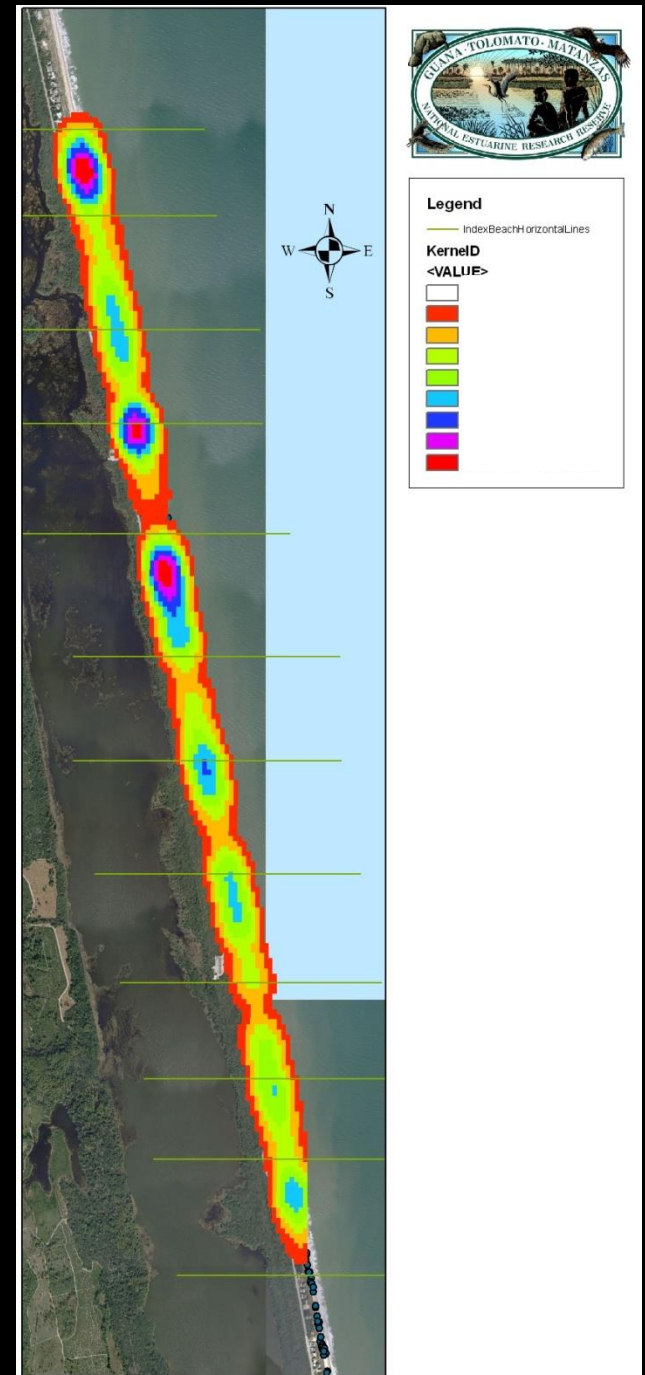 GUANA · TOLOMATO · MATANZAS
NATIONAL ESTUARINE RESEARCH RESERVE
N
W E
S
Legend
IndexBeachHorizontalLines
KernelD
<VALUE>